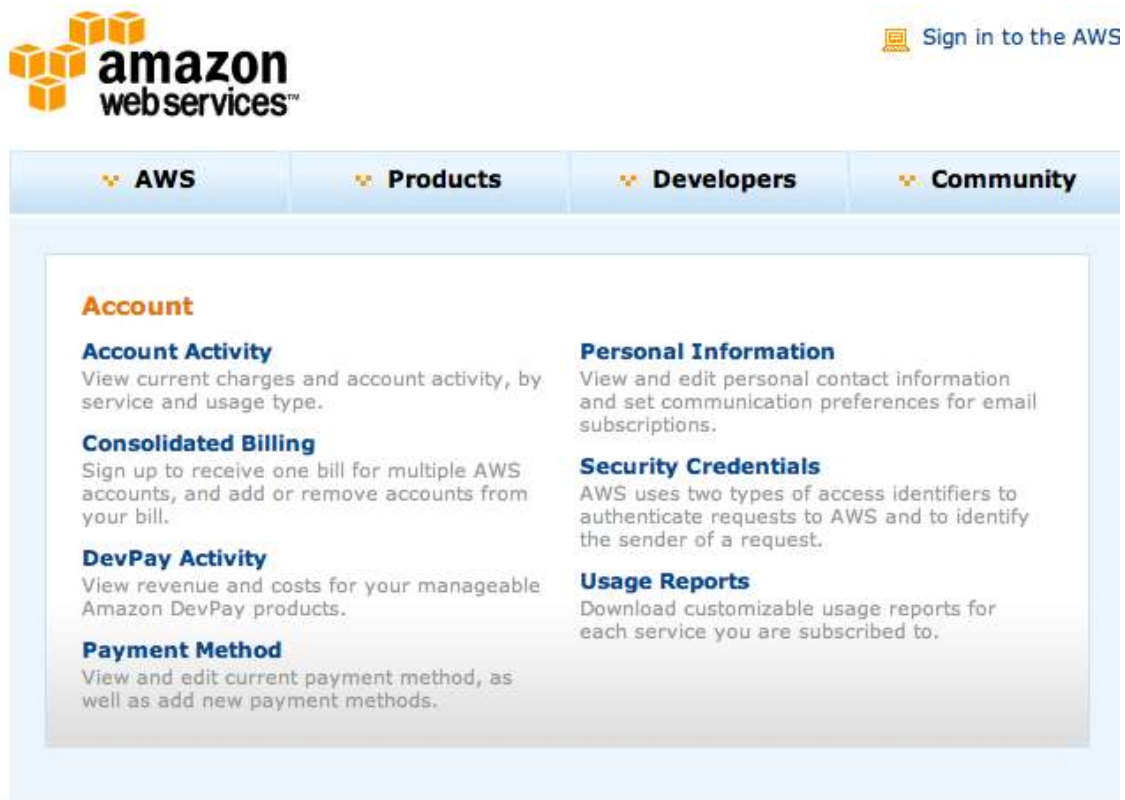 amazon
webservices™
Sign in to the AWS
AWS
Products
Developers
Community
Account
Account Activity
View current charges and account activity, by
service and usage type.
Consolidated Billing
Sign up to receive one bill for multiple AWS
accounts, and add or remove accounts from
your bill.
DevPay Activity
View revenue and costs for your manageable
Amazon DevPay products.
Payment Method
View and edit current payment method, as
well as add new payment methods.
Personal Information
View and edit personal contact information
and set communication preferences for email
subscriptions.
Security Credentials
AWS uses two types of access identifiers to
authenticate requests to AWS and to identify
the sender of a request.
Usage Reports
Download customizable usage reports for
each service you are subscribed to.